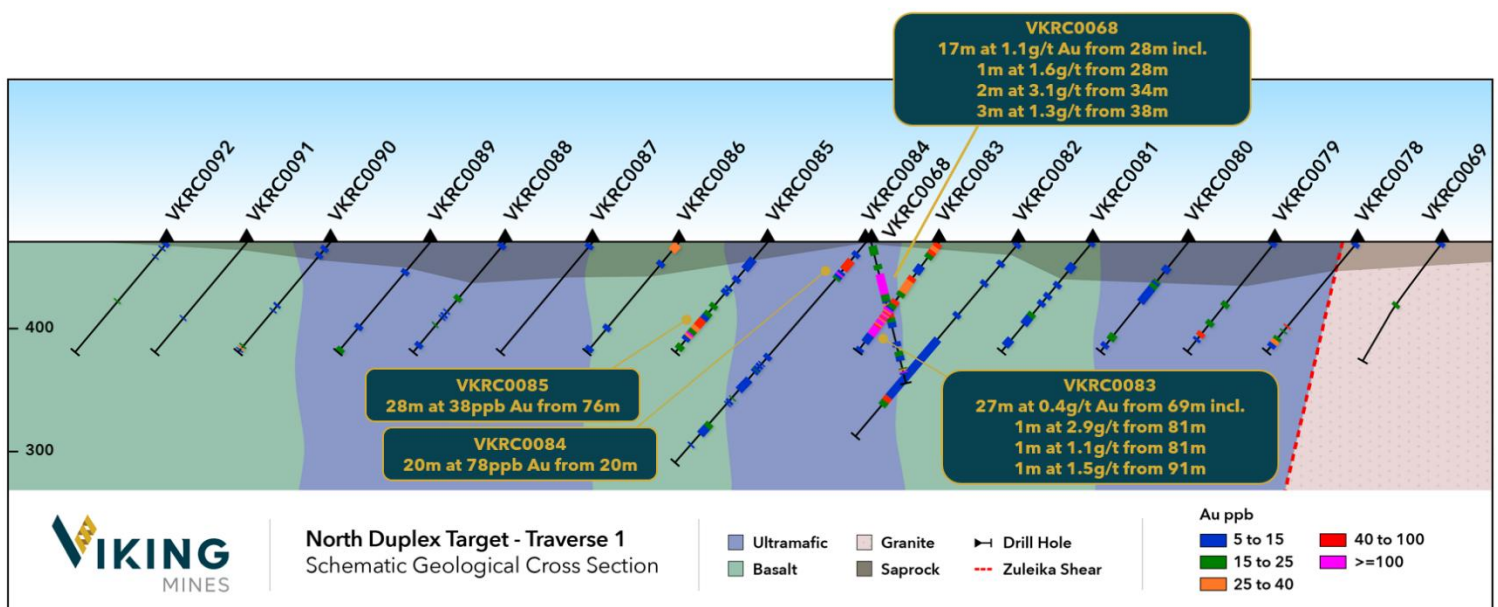 VKRC0068
17m at 1.1g/t Au from 28m incl.
1m at 1.6g/t from 28m
2m at 3.1g/t from 34m
3m at 1.3g/t from 38m
VKRC0092
VKRC0091
VKRC0090
VKRC0089
VKRC0088
VKRC0087
VKRC0086
VKRC0085
VKRC0084
VKRC0068
VKRC0083
VKRC0082
VKRC0081
VKRC0080
VKRC0079
VKRC0078
VKRC0069
400
300
VKRC0085
28m at 38ppb Au from 76m
VKRC0084
20m at 78ppb Au from 20m
VKRC0083
27m at 0.4g/t Au from 69m incl.
1m at 2.9g/t from 81m
1m at 1.1g/t from 81m
1m at 1.5g/t from 91m
VIKING
MINES
North Duplex Target - Traverse 1
Schematic Geological Cross Section
Ultramafic
Basalt
Granite
Saprock
Drill Hole
Zuleika Shear
Au ppb
5 to 15
15 to 25
25 to 40
40 to 100
>=100